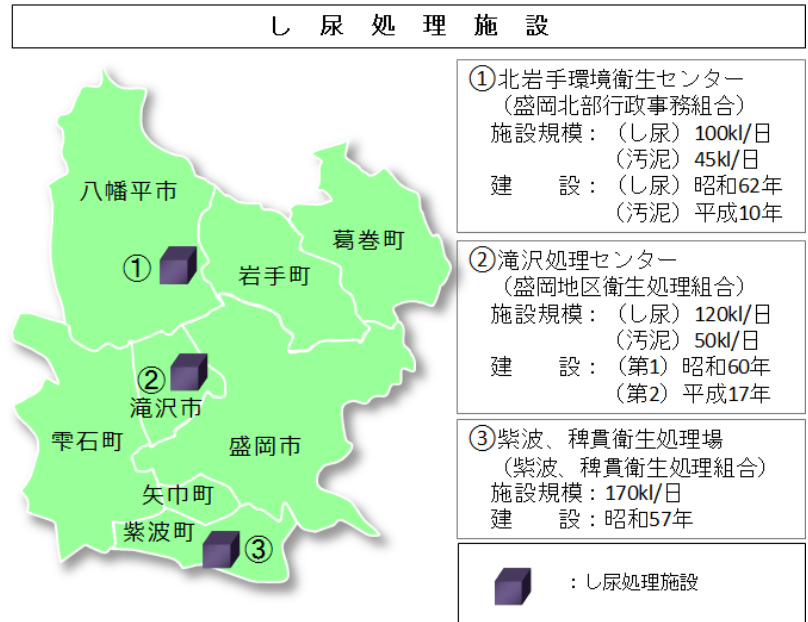 し尿処理施設
八幡平市
葛巻町
岩手町
①
②
滝沢市
雫石町
盛岡市
矢巾町
紫波町
③
①北岩手環境衛生センター
（盛岡北部行政事務組合）
施設規模：（し尿）100kl/日
（汚泥）45kl/日
建　　設：（し尿）昭和62年
（汚泥）平成10年
②滝沢処理センター
（盛岡地区衛生処理組合）
施設規模：（し尿）120kl/日
（汚泥）50kl/日
建　　設：（第1）昭和60年
（第2）平成17年
③紫波、稗貫衛生処理場
（紫波、稗貫衛生処理組合）
施設規模：170kl/日
建　　設：昭和57年
：し尿処理施設